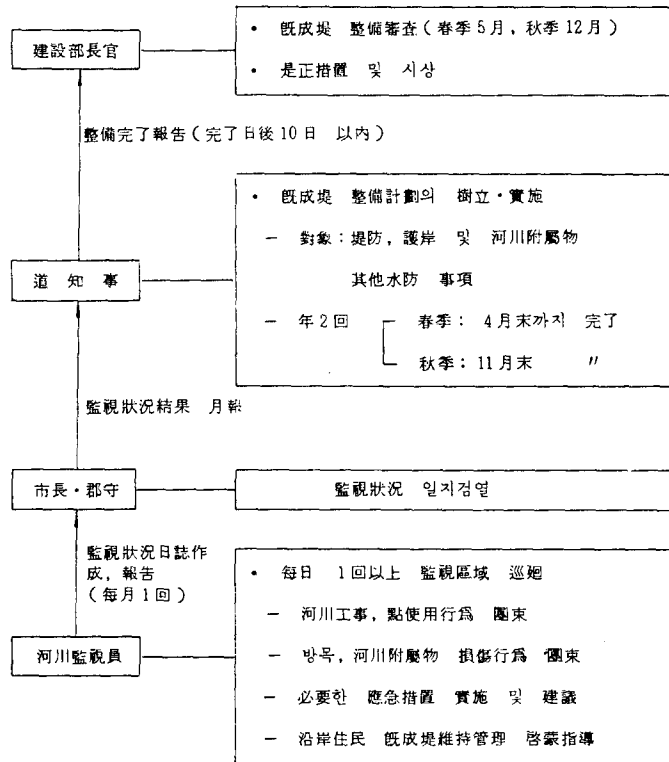 • 旣成堤 整備審査 (春季 5月, 秋季 12月)
建設部長官
• 是正措置 및 시상
整備完了報告 (完了日後 10日 以內)
• 旣成堤 整備計劃의 樹立·實施
— 對象 : 堤防, 護岸 및 河川附屬物
其他水防 事項
道知事
— 年2回 春季 : 4月末까지 完了
秋季 : 11月末 〃
監視狀況結果 月報
市長·郡守
監視狀況 일지검열
監視狀況日誌作
成, 報告
(每月1回)
• 每日 1回以上 監視區域 巡廻
— 河川工事, 點使用行爲 團束
河川監視員
— 방목, 河川附屬物 損傷行爲 團束
— 必要한 應急措置 實施 및 建議
— 沿岸住民 旣成堤維持管理 啓蒙指導